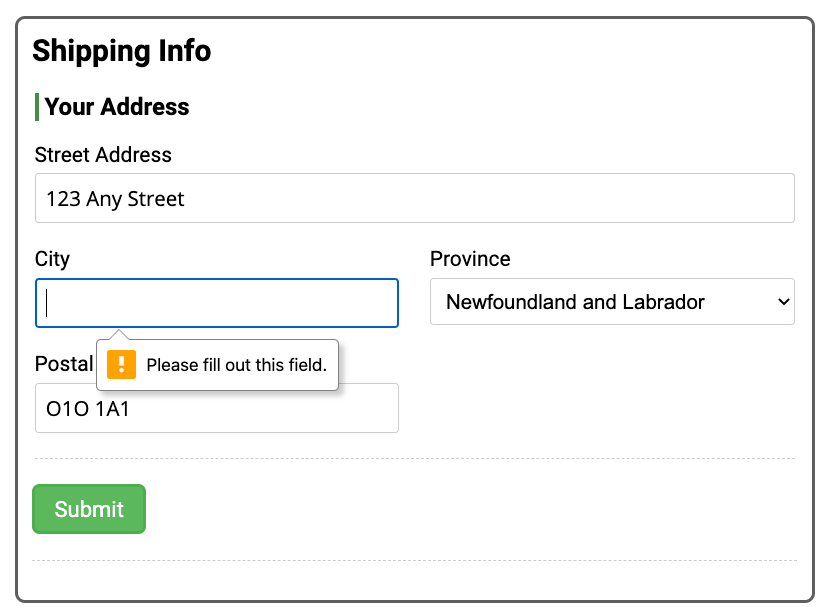 Shipping Info
Your Address
Street Address
123 Any Street
City
Province
Newfoundland and Labrador
Postal
Please fill out this field.
O1O 1A1
Submit